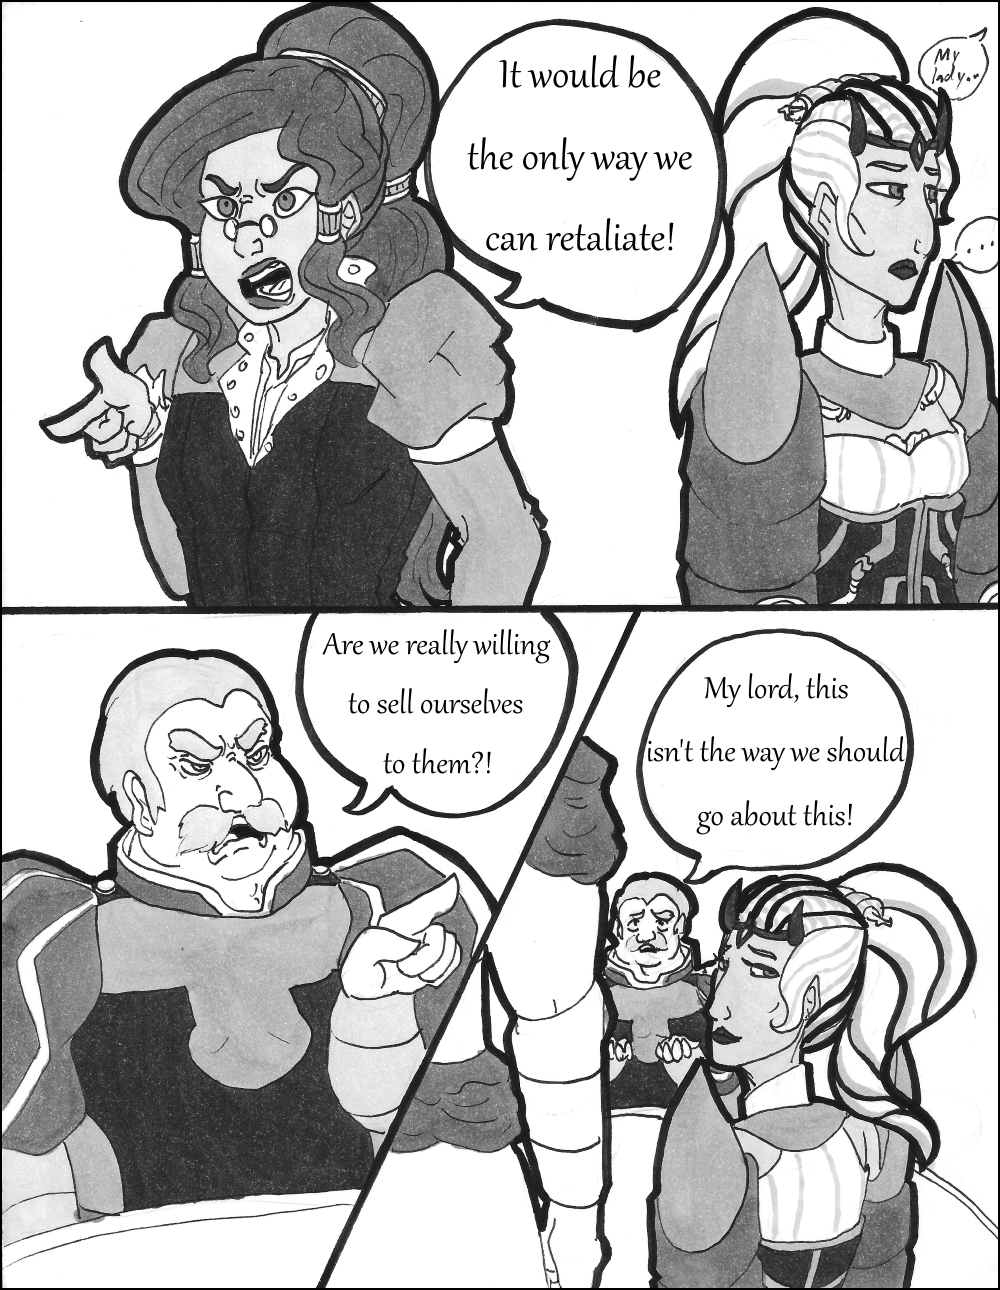 It would be
the only way we
can retaliate!
My
lady..
...
Are we really willing
to sell ourselves
to them?!
My lord, this
isn't the way we should
go about this!